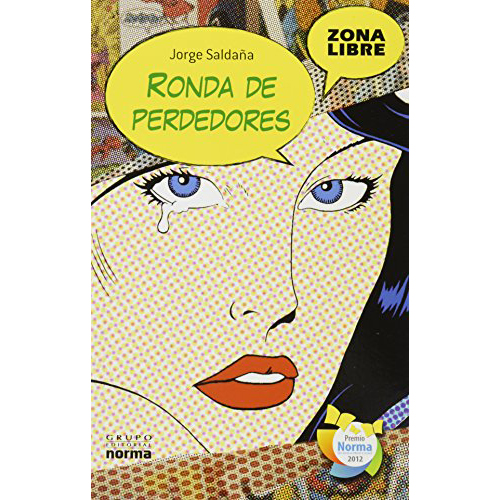 ZONA
LIBRE
Jorge Saldaña
RONDA DE
PERDEDORES
GRUPO
EDITORIAL
norma
Premio
Norma
2012